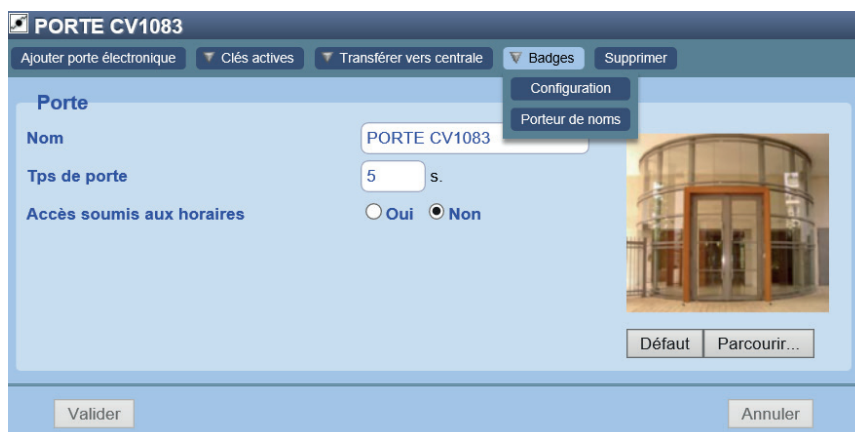 PORTE CV1083
Ajouter porte électronique Clés actives Transférer vers centrale Badges Supprimer
Configuration
Porteur de noms
Porte
Nom PORTE CV1083
Tps de porte 5 s.
Accès soumis aux horaires Oui Non
Défaut Parcourir...
Valider Annuler